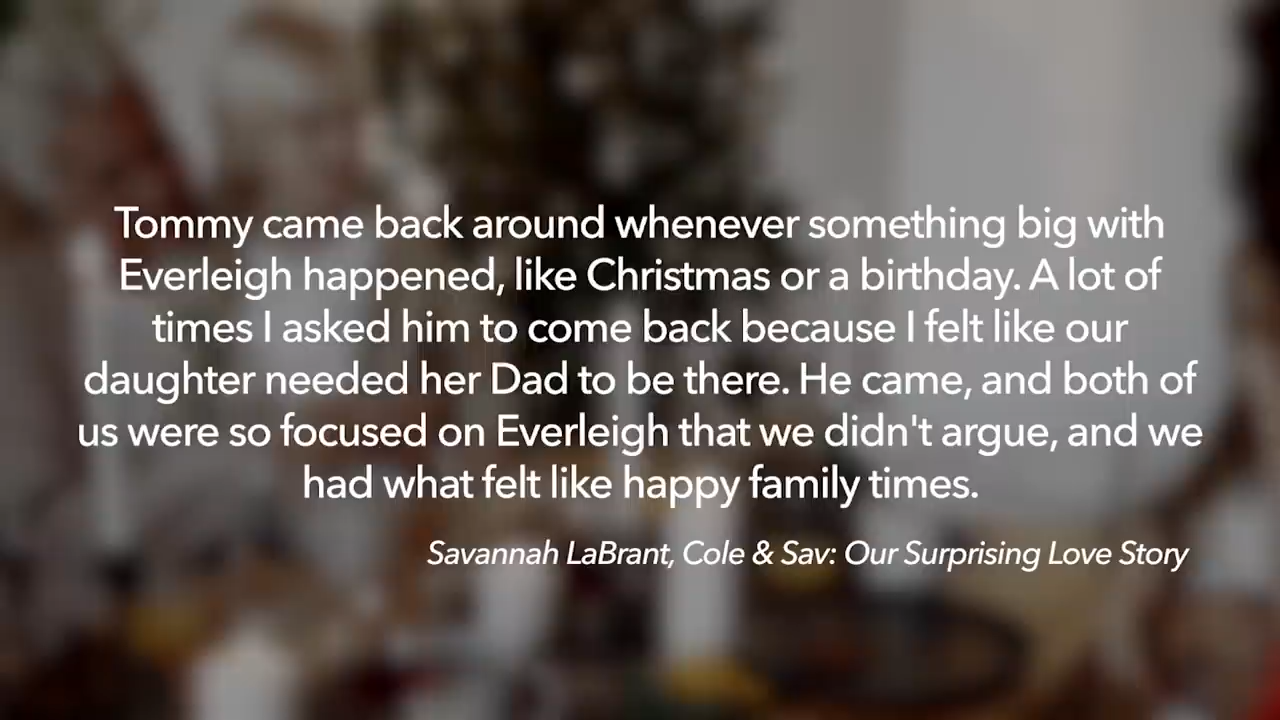 Tommy came back around whenever something big with
Everleigh happened, like Christmas or a birthday. A lot of
times I asked him to come back because I felt like our
daughter needed her Dad to be there. He came, and both of
us were so focused on Everleigh that we didn't argue, and we
had what felt like happy family times.
Savannah LaBrant, Cole & Sav: Our Surprising Love Story